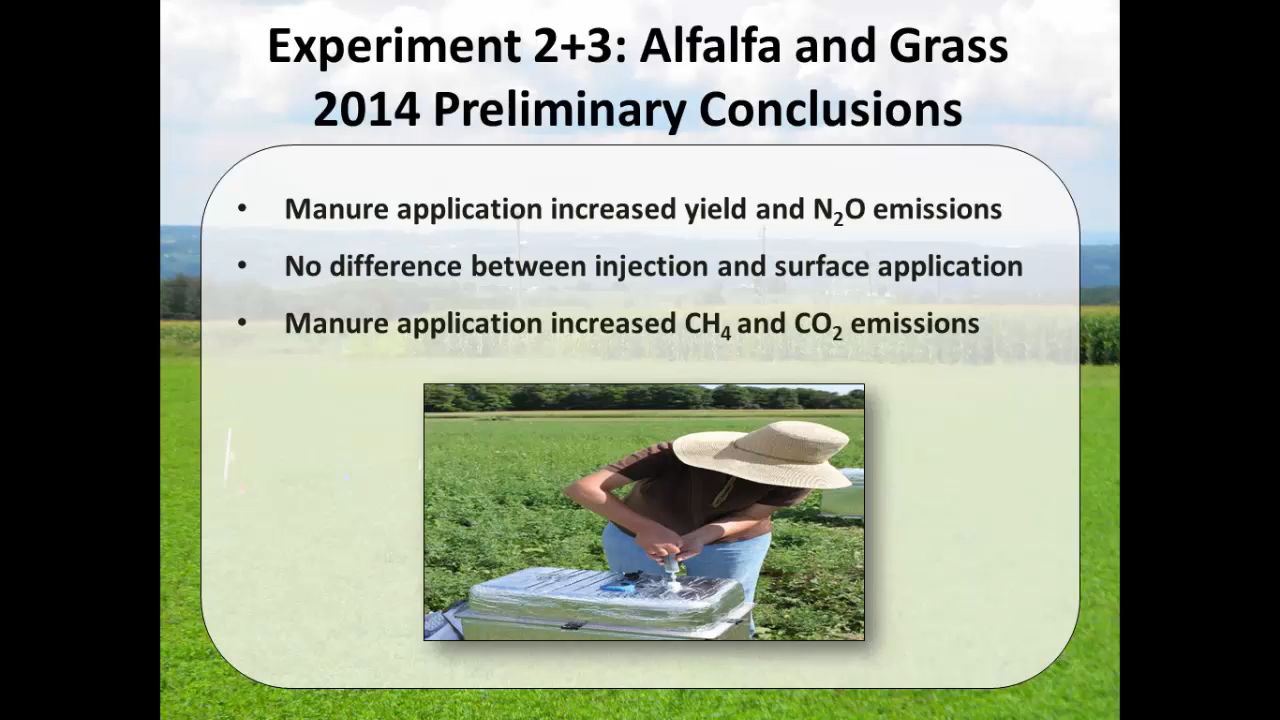 Experiment 2+3: Alfalfa and Grass
2014 Preliminary Conclusions
• Manure application increased yield and N₂O emissions
• No difference between injection and surface application
• Manure application increased CH₄ and CO₂ emissions